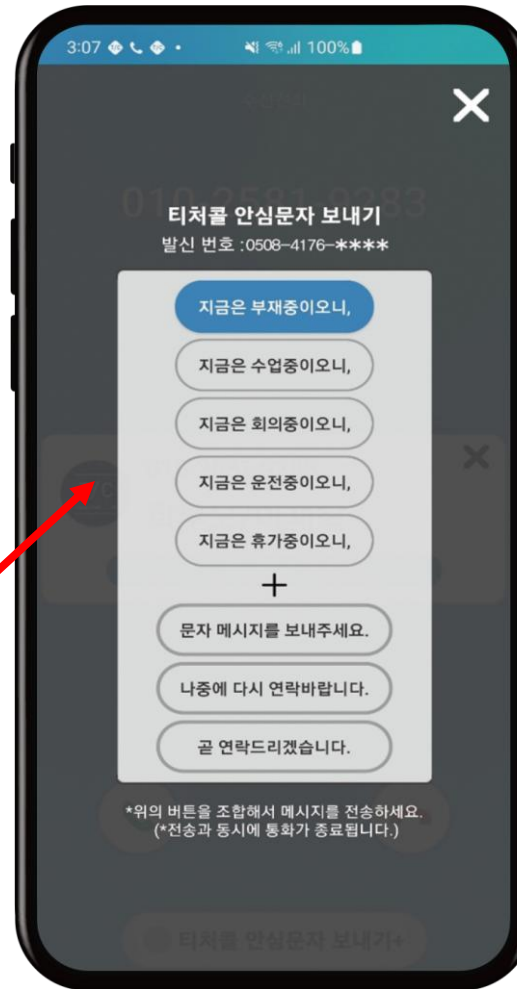 3:07
100%
티처콜 안심문자 보내기
발신 번호 :0508-4176-****
지금은 부재중이오니,
지금은 수업중이오니,
지금은 회의중이오니,
지금은 운전중이오니,
지금은 휴가중이오니,
+
문자 메시지를 보내주세요.
나중에 다시 연락바랍니다.
곧 연락드리겠습니다.
*위의 버튼을 조합해서 메시지를 전송하세요.
(*전송과 동시에 통화가 종료됩니다.)
티처콜 안심문자 보내기+